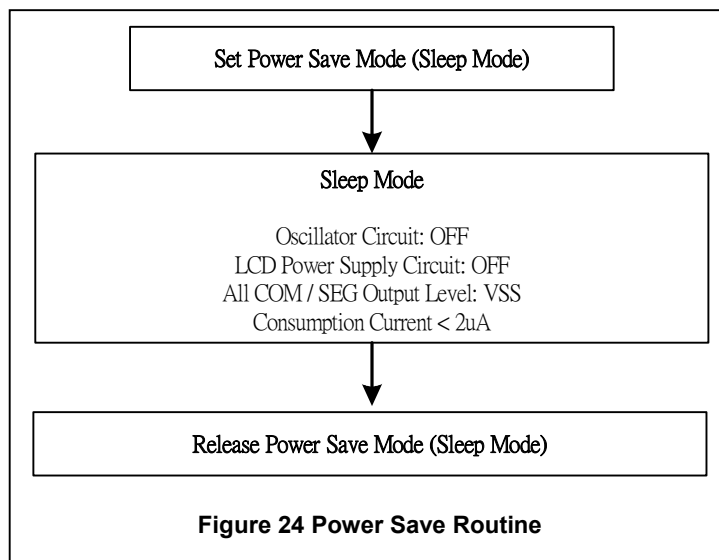 Set Power Save Mode (Sleep Mode)
Sleep Mode
Oscillator Circuit: OFF
LCD Power Supply Circuit: OFF
All COM / SEG Output Level: VSS
Consumption Current < 2uA
Release Power Save Mode (Sleep Mode)
Figure 24 Power Save Routine